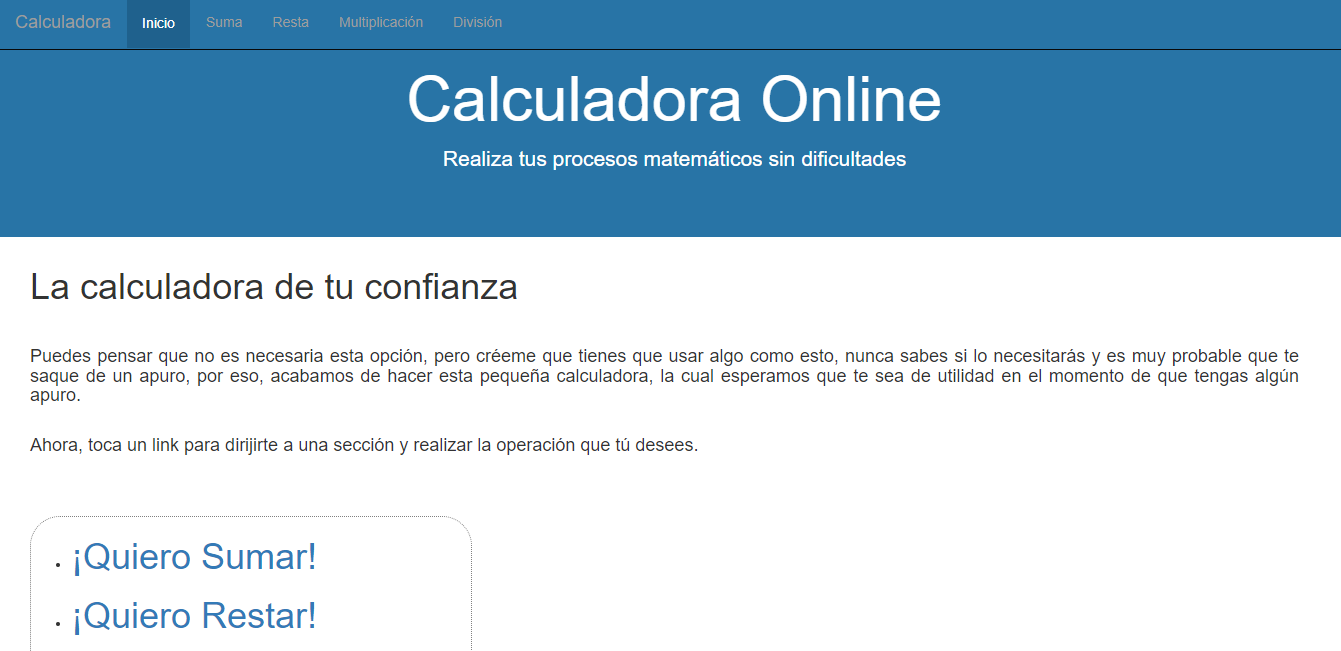 Calculadora Inicio Suma Resta Multiplicación División
Calculadora Online
Realiza tus procesos matemáticos sin dificultades
La calculadora de tu confianza
Puedes pensar que no es necesaria esta opción, pero créeme que tienes que usar algo como esto, nunca sabes si lo necesitarás y es muy probable que te
saque de un apuro, por eso, acabamos de hacer esta pequeña calculadora, la cual esperamos que te sea de utilidad en el momento de que tengas algún
apuro.
Ahora, toca un link para dirijirte a una sección y realizar la operación que tú desees.
• ¡Quiero Sumar!
• ¡Quiero Restar!